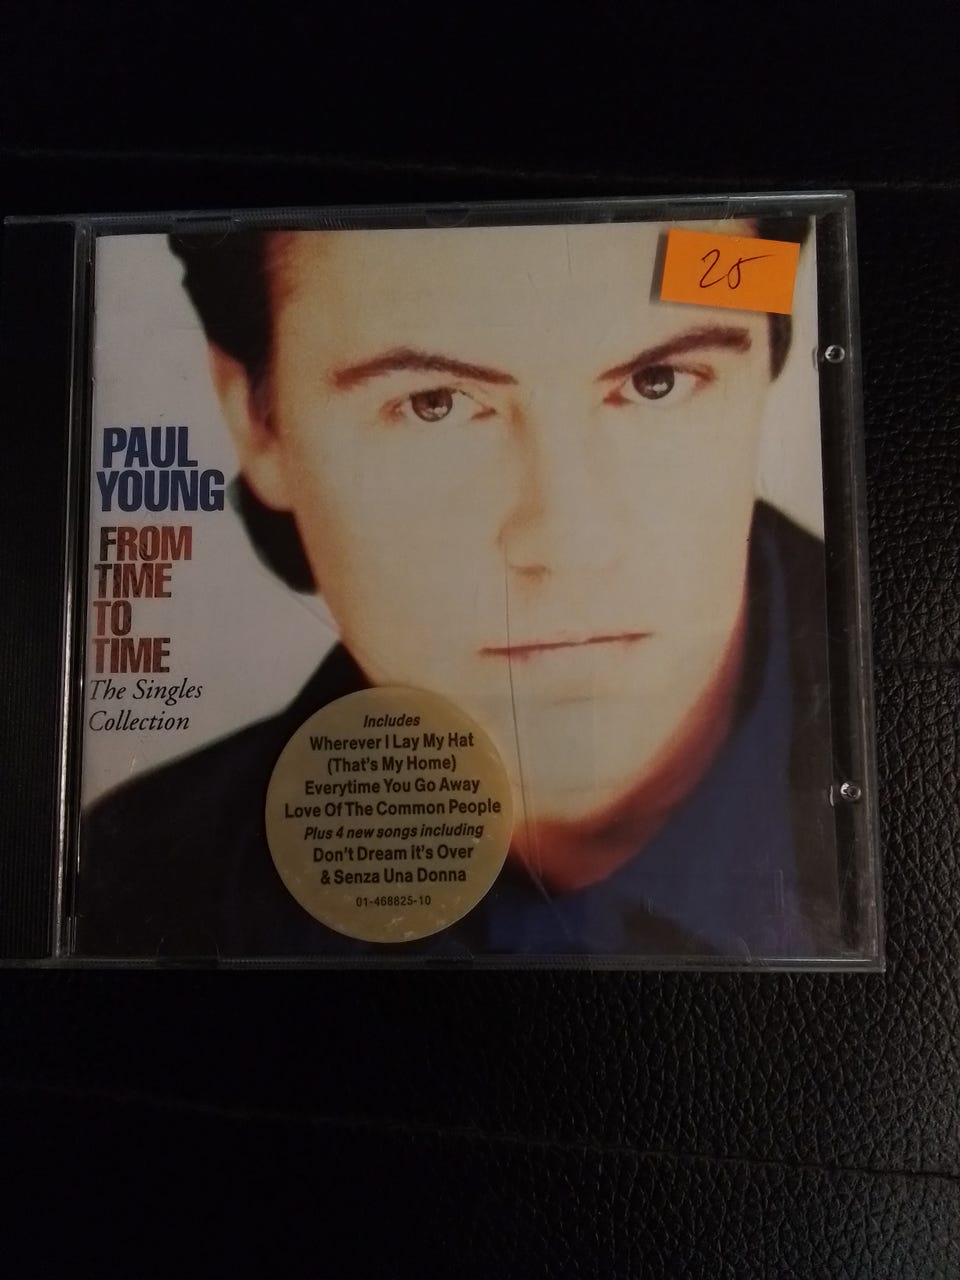 25
PAUL
YOUNG
FROM
TIME
TO
TIME
The Singles
Collection
Includes
Wherever I Lay My Hat
(That's My Home)
Everytime You Go Away
Love Of The Common People
Plus 4 new songs including
Don't Dream it's Over
& Senza Una Donna
01-468825-10